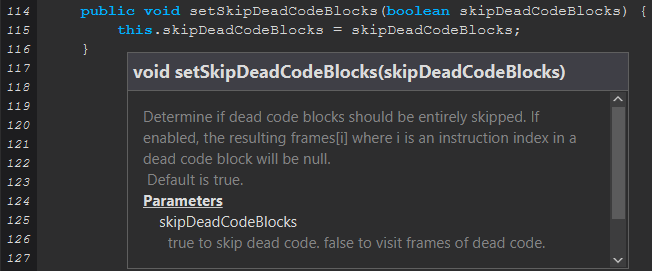 114 public void setSkipDeadCodeBlocks(boolean skipDeadCodeBlocks) {
115 this.skipDeadCodeBlocks = skipDeadCodeBlocks;
116 }
117
void setSkipDeadCodeBlocks(skipDeadCodeBlocks)
118
119
Determine if dead code blocks should be entirely skipped. If
120
enabled, the resulting frames[i] where i is an instruction index in a
121
dead code block will be null.
122
Default is true.
123
Parameters
124
skipDeadCodeBlocks
125
true to skip dead code. false to visit frames of dead code.
126
127